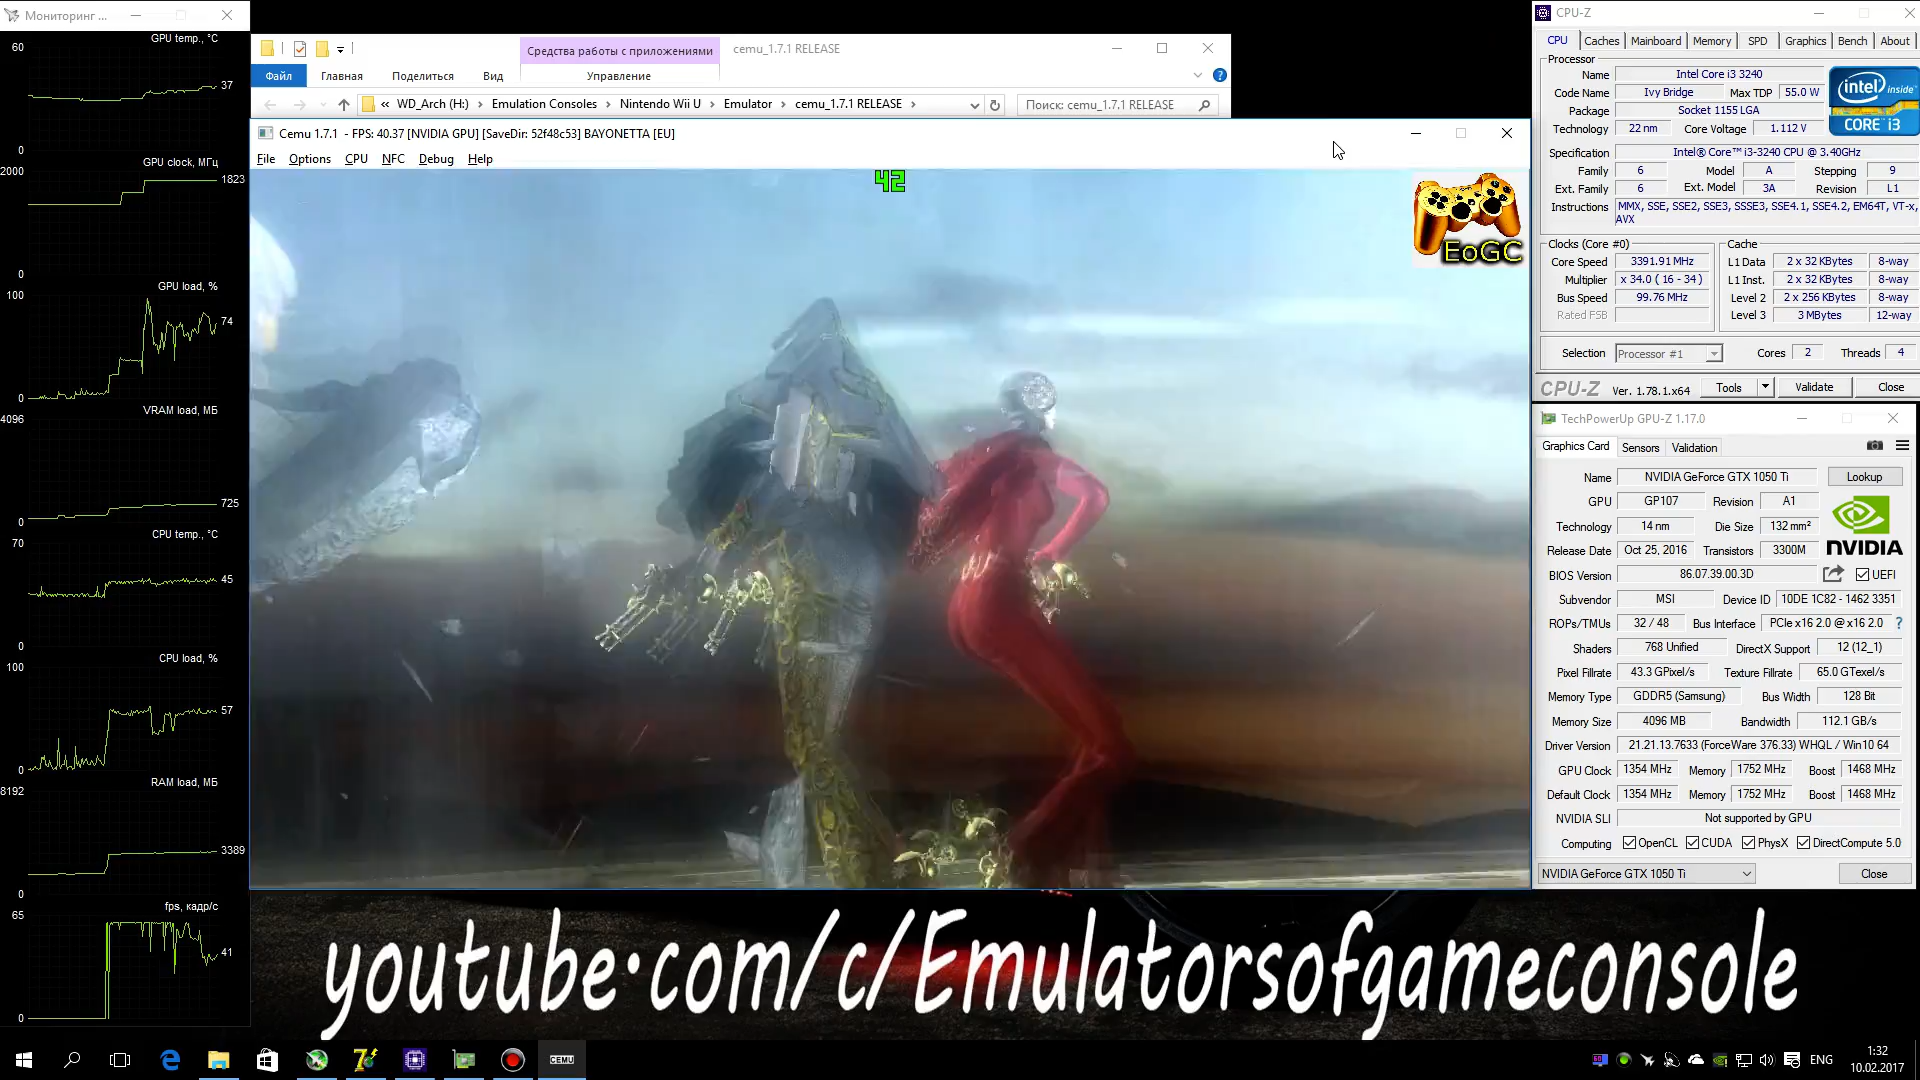 Мониторинг ...
GPU temp., °C
60
37
0
GPU clock, МГц
2000
1823
0
GPU load, %
100
74
0
VRAM load, МБ
4096
725
0
CPU temp., °C
70
45
0
CPU load, %
100
57
0
RAM load, МБ
8192
3389
0
fps, кадр/с
65
41
0
Средства работы с приложениями
cemu_1.7.1 RELEASE
Файл Главная Поделиться Вид Управление
« WD_Arch (H:) › Emulation Consoles › Nintendo Wii U › Emulator › cemu_1.7.1 RELEASE ›
Поиск: cemu_1.7.1 RELEASE
Cemu 1.7.1 - FPS: 40.37 [NVIDIA GPU] [SaveDir: 52f48c53] BAYONETTA [EU]
File Options CPU NFC Debug Help
42
EoGC
youtube.com/c/Emulatorsofgameconsole
CPU-Z
CPU Caches Mainboard Memory SPD Graphics Bench About
Processor
Name Intel Core i3 3240
Code Name Ivy Bridge Max TDP 55.0 W
Package Socket 1155 LGA
Technology 22 nm Core Voltage 1.112 V
intel inside™
CORE i3
Specification Intel® Core™ i3-3240 CPU @ 3.40GHz
Family 6 Model A Stepping 9
Ext. Family 6 Ext. Model 3A Revision L1
Instructions MMX, SSE, SSE2, SSE3, SSSE3, SSE4.1, SSE4.2, EM64T, VT-x,
AVX
Clocks (Core #0)
Core Speed 3391.91 MHz
Multiplier x 34.0 ( 16 - 34 )
Bus Speed 99.76 MHz
Rated FSB
Cache
L1 Data 2 x 32 KBytes 8-way
L1 Inst. 2 x 32 KBytes 8-way
Level 2 2 x 256 KBytes 8-way
Level 3 3 MBytes 12-way
Selection Processor #1 Cores 2 Threads 4
CPU-Z Ver. 1.78.1.x64 Tools Validate Close
TechPowerUp GPU-Z 1.17.0
Graphics Card Sensors Validation
Name NVIDIA GeForce GTX 1050 Ti Lookup
GPU GP107 Revision A1
Technology 14 nm Die Size 132 mm²
Release Date Oct 25, 2016 Transistors 3300M
NVIDIA
BIOS Version 86.07.39.00.3D UEFI
Subvendor MSI Device ID 10DE 1C82 - 1462 3351
ROPs/TMUs 32 / 48 Bus Interface PCIe x16 2.0 @ x16 2.0 ?
Shaders 768 Unified DirectX Support 12 (12_1)
Pixel Fillrate 43.3 GPixel/s Texture Fillrate 65.0 GTexel/s
Memory Type GDDR5 (Samsung) Bus Width 128 Bit
Memory Size 4096 MB Bandwidth 112.1 GB/s
Driver Version 21.21.13.7633 (ForceWare 376.33) WHQL / Win10 64
GPU Clock 1354 MHz Memory 1752 MHz Boost 1468 MHz
Default Clock 1354 MHz Memory 1752 MHz Boost 1468 MHz
NVIDIA SLI Not supported by GPU
Computing OpenCL CUDA PhysX DirectCompute 5.0
NVIDIA GeForce GTX 1050 Ti Close
CEMU
ENG
1:32
10.02.2017